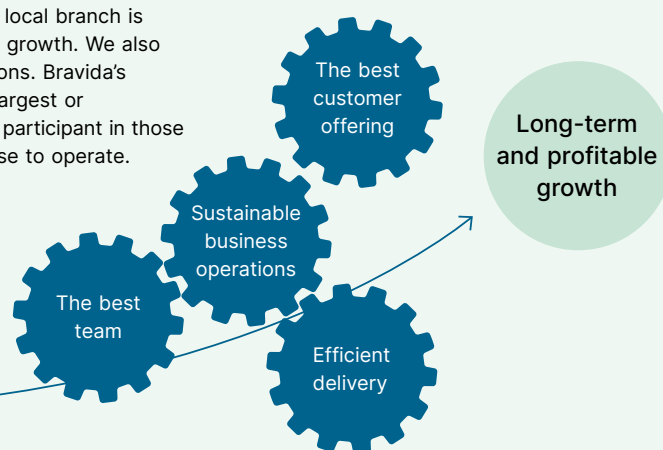 local branch is
growth. We also
ons. Bravida's
argest or
participant in those
se to operate.
The best
customer
offering
Long-term
and profitable
growth
Sustainable
business
operations
The best
team
Efficient
delivery